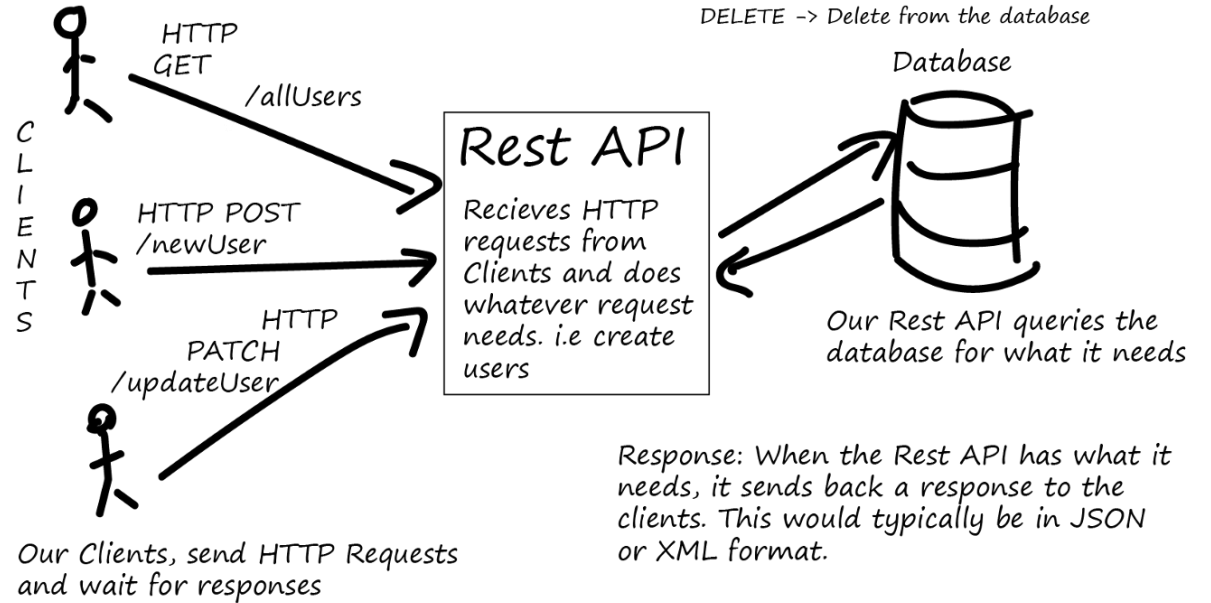 DELETE -> Delete from the database
HTTP
GET
/allUsers
CLIENTS
HTTP POST
/newUser
HTTP
PATCH
/updateUser
Our Clients, send HTTP Requests
and wait for responses
Rest API
Recieves HTTP
requests from
Clients and does
whatever request
needs. i.e create
users
Database
Our Rest API queries the
database for what it needs
Response: When the Rest API has what it
needs, it sends back a response to the
clients. This would typically be in JSON
or XML format.